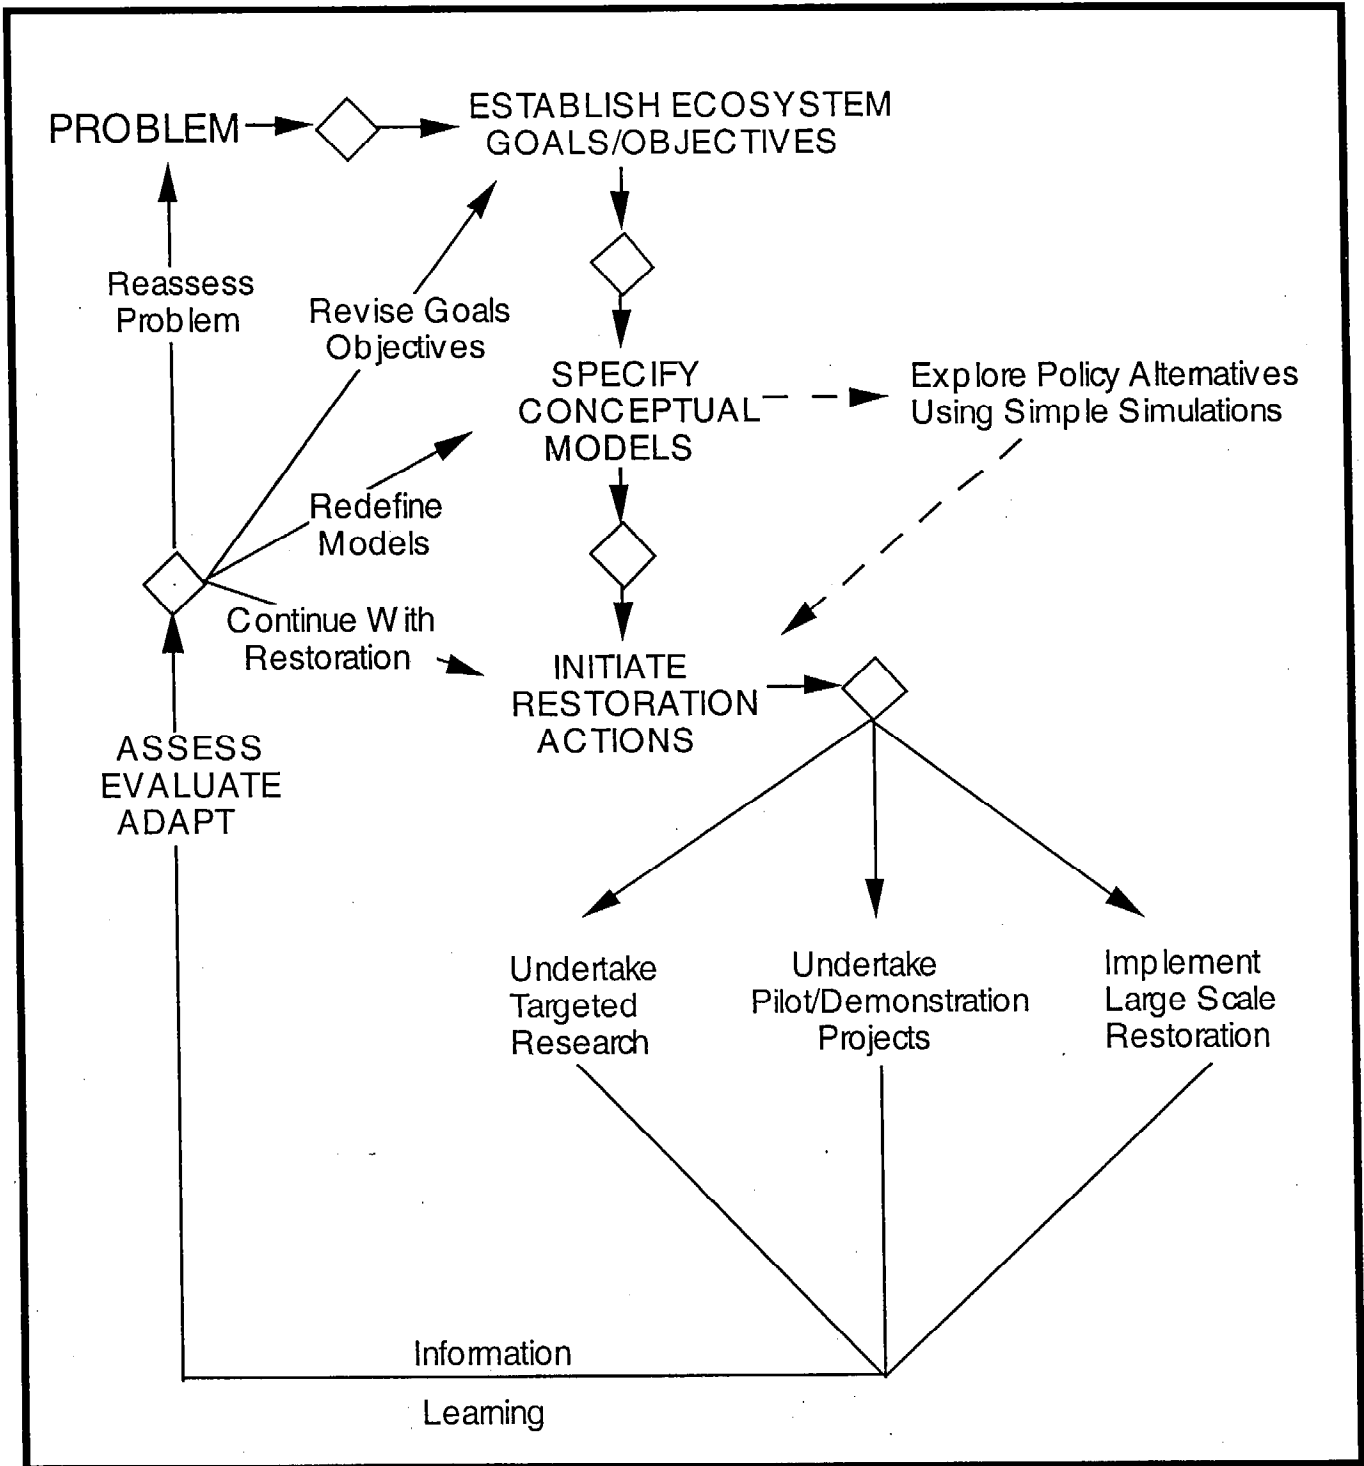 PROBLEM
ESTABLISH ECOSYSTEM
GOALS/OBJECTIVES
Reassess
Problem
Revise Goals
Objectives
SPECIFY
CONCEPTUAL
MODELS
Explore Policy Alternatives
Using Simple Simulations
Redefine
Models
Continue With
Restoration
INITIATE
RESTORATION
ACTIONS
ASSESS
EVALUATE
ADAPT
Undertake
Targeted
Research
Undertake
Pilot/Demonstration
Projects
Implement
Large Scale
Restoration
Information
Learning